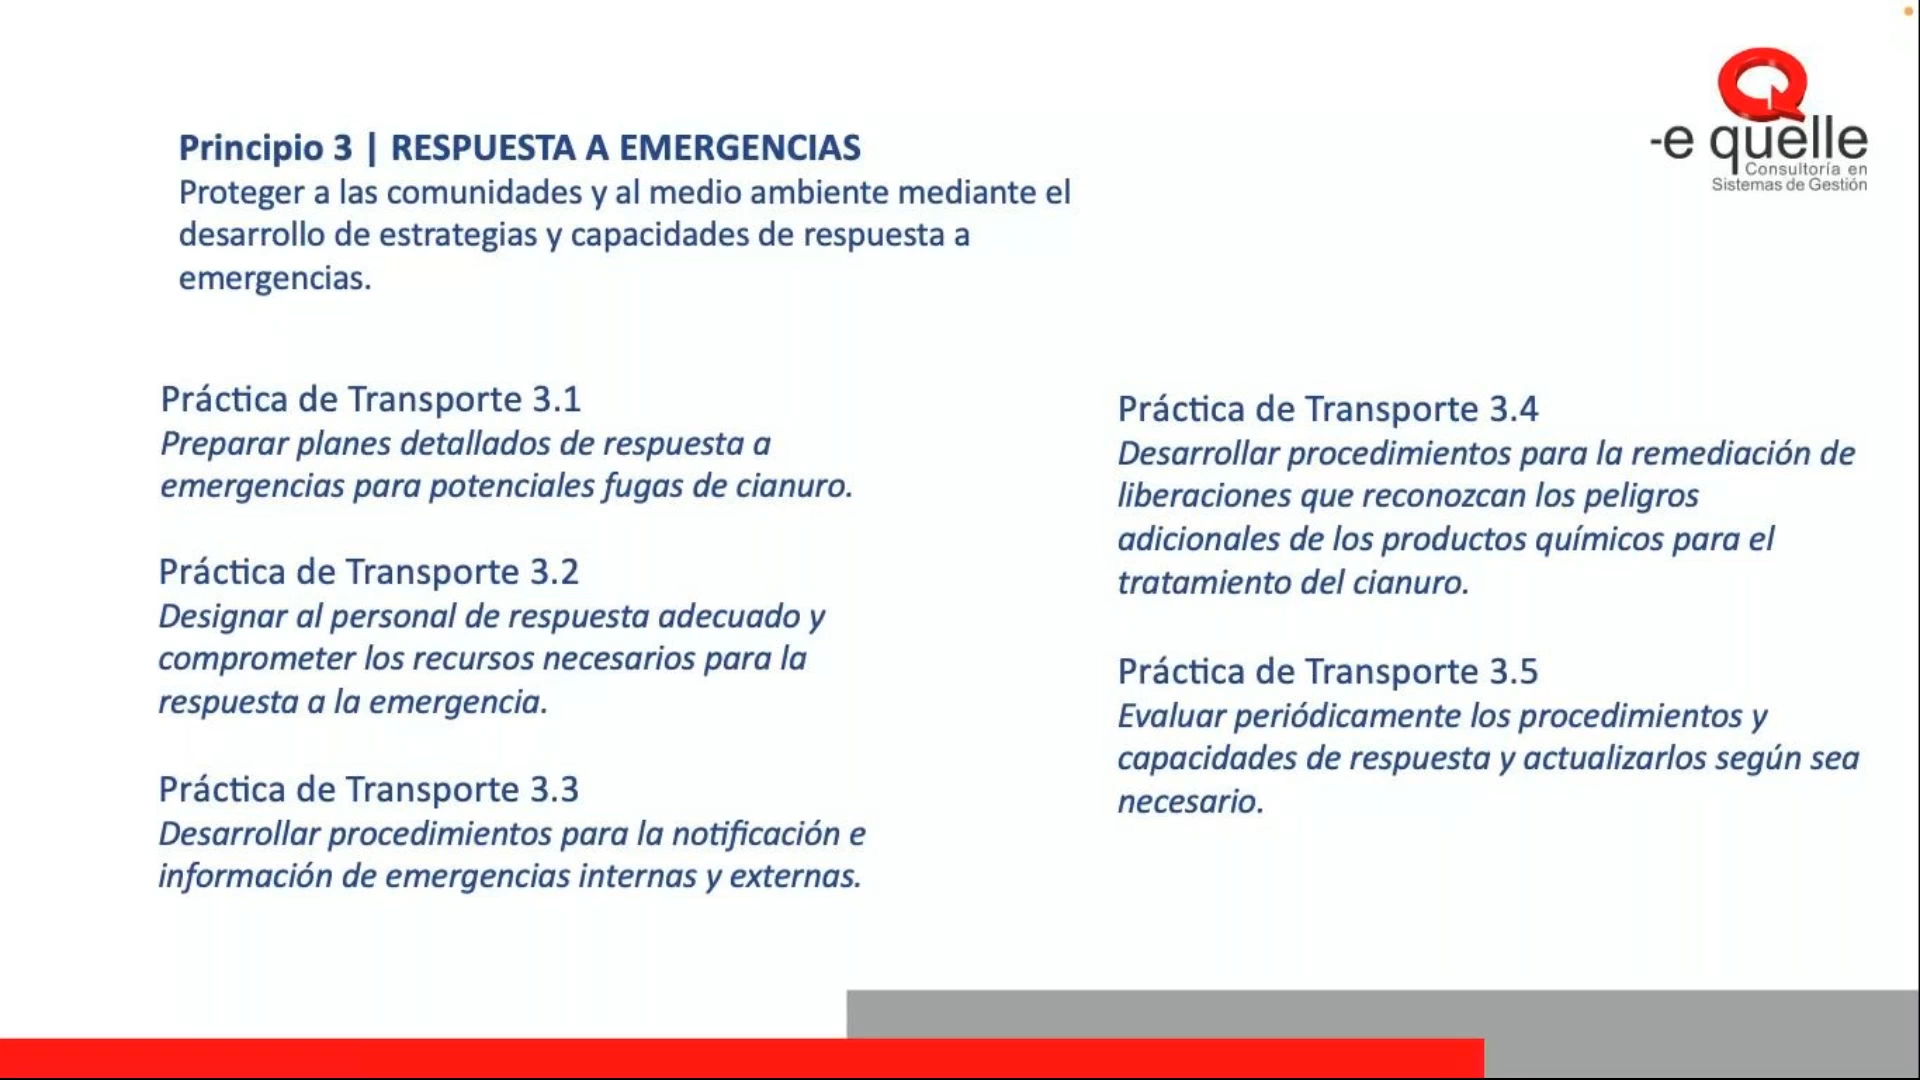 Principio 3 | RESPUESTA A EMERGENCIAS
Proteger a las comunidades y al medio ambiente mediante el
desarrollo de estrategias y capacidades de respuesta a
emergencias.
-e quelle
Consultoría en
Sistemas de Gestión
Práctica de Transporte 3.1
Preparar planes detallados de respuesta a
emergencias para potenciales fugas de cianuro.
Práctica de Transporte 3.2
Designar al personal de respuesta adecuado y
comprometer los recursos necesarios para la
respuesta a la emergencia.
Práctica de Transporte 3.3
Desarrollar procedimientos para la notificación e
información de emergencias internas y externas.
Práctica de Transporte 3.4
Desarrollar procedimientos para la remediación de
liberaciones que reconozcan los peligros
adicionales de los productos químicos para el
tratamiento del cianuro.
Práctica de Transporte 3.5
Evaluar periódicamente los procedimientos y
capacidades de respuesta y actualizarlos según sea
necesario.